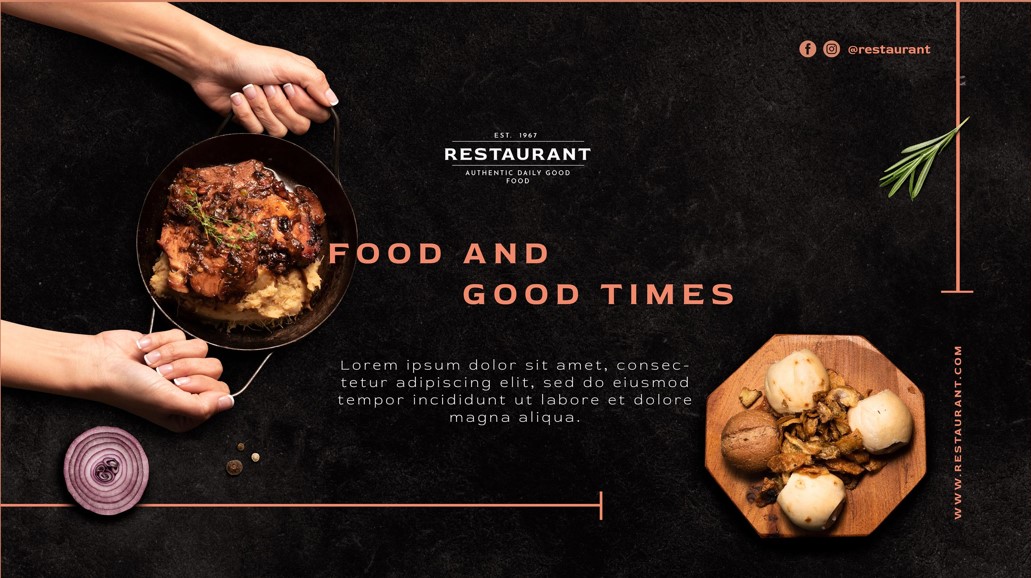 @restaurant
EST. 1967
RESTAURANT
AUTHENTIC DAILY GOOD
FOOD
FOOD AND
GOOD TIMES
Lorem ipsum dolor sit amet, consec-
tetur adipiscing elit, sed do eiusmod
tempor incididunt ut labore et dolore
magna aliqua.
WWW.RESTAURANT.COM